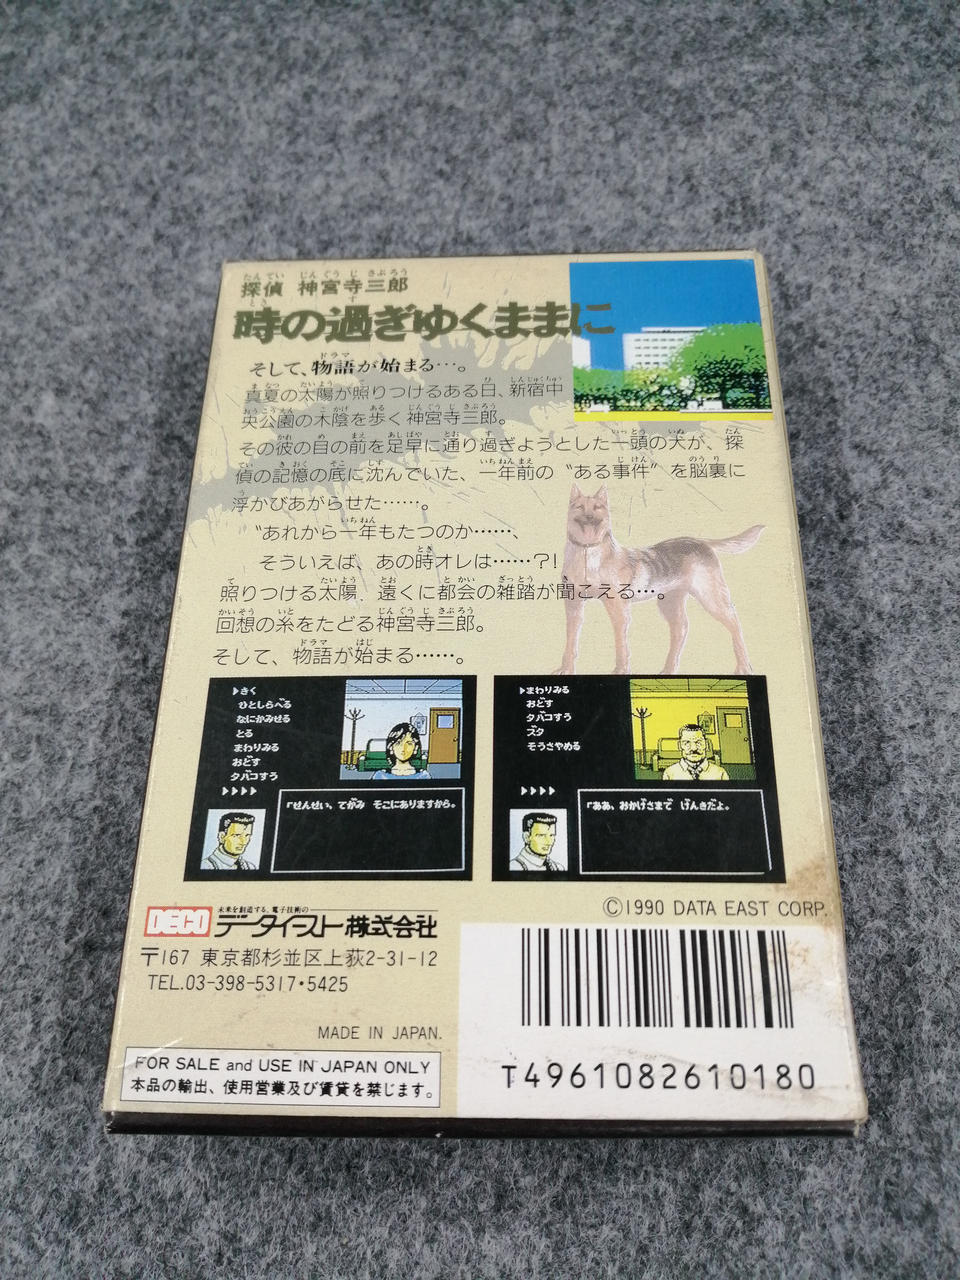 探偵 神宮寺三郎
時の過ぎゆくままに
そして、物語が始まる…。
真夏の太陽が照りつけるある日、新宿中
央公園の木陰を歩く神宮寺三郎。
その彼の目の前を足早に通り過ぎようとした一頭の犬が、探
偵の記憶の底に沈んでいた、一年前の“ある事件”を脳裏に
浮かびあがらせた……。
“あれから一年もたつのか……、
そういえば、あの時オレは……?!
照りつける太陽、遠くに都会の雑踏が聞こえる…。
回想の糸をたどる神宮寺三郎。
そして、物語が始まる……。
▶きく
ひとしらべる
なにかみせる
とる
まわりみる
おどす
タバコすう
▶▶▶▶
「せんせい、てがみ そこにありますから。
▶まわりみる
おどす
タバコすう
ズタ
そうさやめる
▶▶▶▶
「ああ、おかげさまで げんきだよ。
©1990 DATA EAST CORP.
DECO 未来を創造する、電子技術の
データイースト株式会社
〒167 東京都杉並区上荻2-31-12
TEL.03-398-5317・5425
MADE IN JAPAN.
FOR SALE and USE IN JAPAN ONLY
本品の輸出、使用営業及び賃貸を禁じます。
T4961082610180